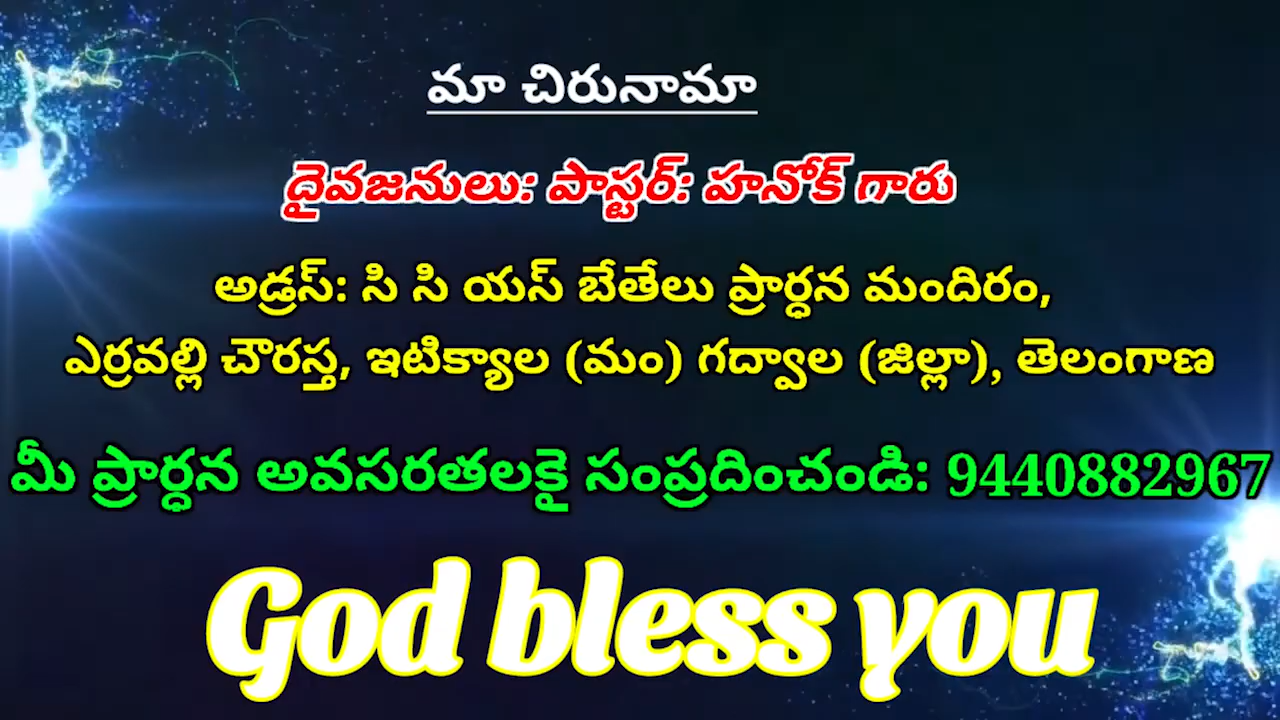 మా చిరునామా
దైవజనులు: పాస్టర్: హనోక్ గారు
అడ్రస్: సి సి యస్ బేతేలు ప్రార్ధన మందిరం,
ఎర్రవల్లి చౌరస్త, ఇటిక్యాల (మం) గద్వాల (జిల్లా), తెలంగాణ
మీ ప్రార్ధన అవసరతలకై సంప్రదించండి: 9440882967
God bless you